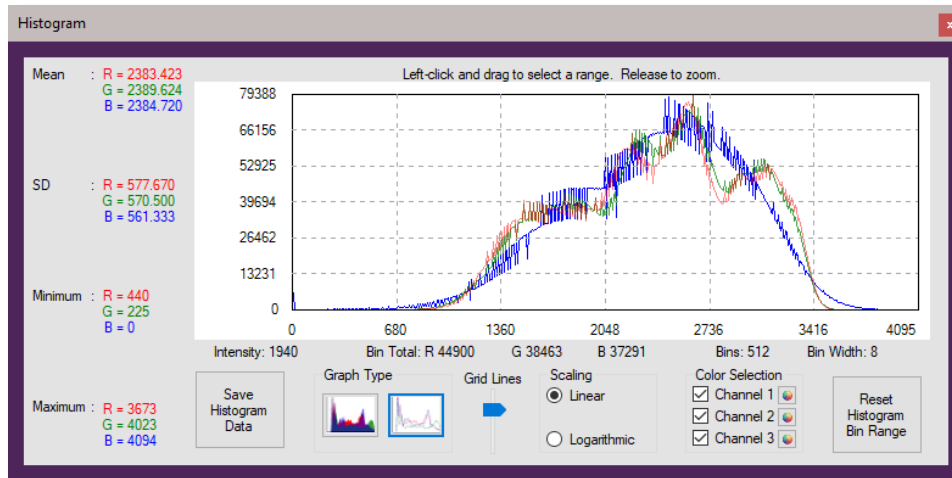 Histogram
x
Left-click and drag to select a range. Release to zoom.
Mean : R = 2383.423
G = 2389.624
B = 2384.720
SD : R = 577.670
G = 570.500
B = 561.333
Minimum : R = 440
G = 225
B = 0
Maximum : R = 3673
G = 4023
B = 4094
79388
66156
52925
39694
26462
13231
0
0 680 1360 2048 2736 3416 4095
Intensity: 1940 Bin Total: R 44900 G 38463 B 37291 Bins: 512 Bin Width: 8
Save
Histogram
Data
Graph Type
Grid Lines
Scaling
Linear
Logarithmic
Color Selection
Channel 1
Channel 2
Channel 3
Reset
Histogram
Bin Range